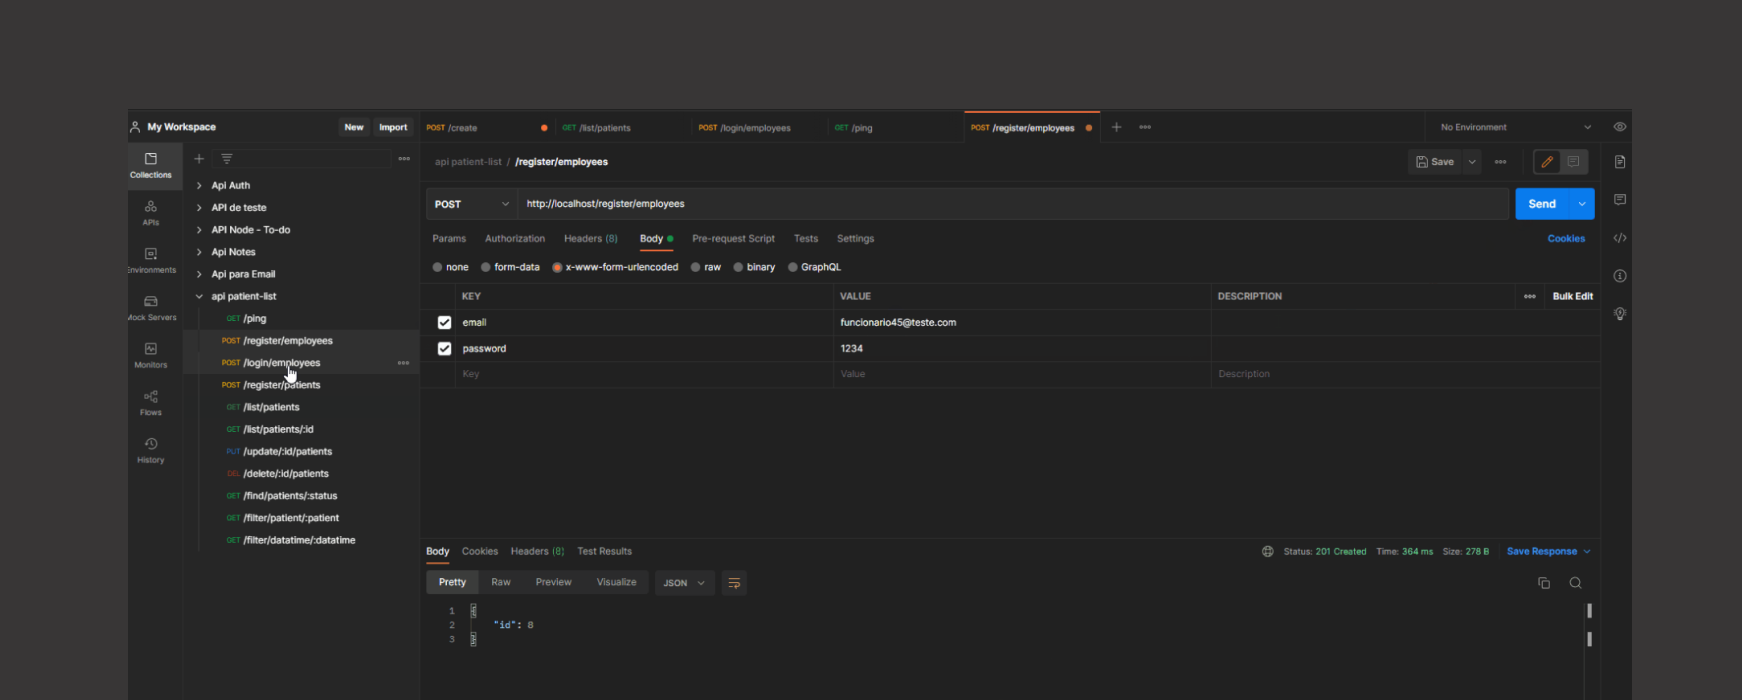 My Workspace New Import
POST /create GET /list/patients POST /login/employees GET /ping POST /register/employees No Environment
Collections
APIs
Environments
Mock Servers
Monitors
Flows
History
Api Auth
API de teste
API Node - To-do
Api Notes
Api para Email
api patient-list
GET /ping
POST /register/employees
POST /login/employees
POST /register/patients
GET /list/patients
GET /list/patients/:id
PUT /update/:id/patients
DEL /delete/:id/patients
GET /find/patients/:status
GET /filter/patient/:patient
GET /filter/datatime/:datatime
api patient-list / /register/employees Save
POST http://localhost/register/employees Send
Params Authorization Headers (8) Body Pre-request Script Tests Settings Cookies
none form-data x-www-form-urlencoded raw binary GraphQL
KEY VALUE DESCRIPTION Bulk Edit
email funcionario45@teste.com
password 1234
Key Value Description
Body Cookies Headers (8) Test Results Status: 201 Created Time: 364 ms Size: 278 B Save Response
Pretty Raw Preview Visualize JSON
1 {
2 "id": 8
3 }